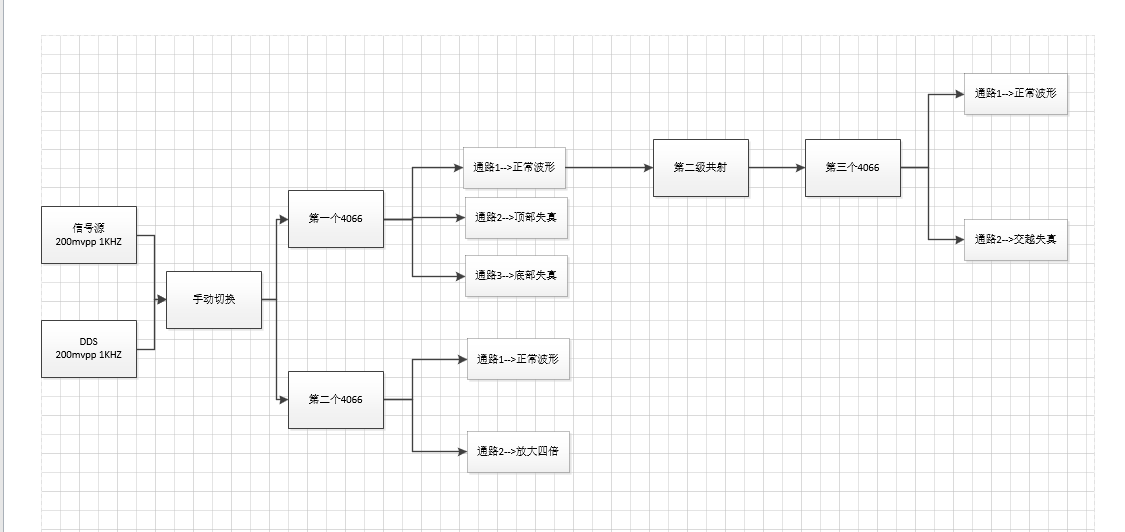 信号源
200mvpp 1KHZ
DDS
200mvpp 1KHZ
手动切换
第一个4066
第二个4066
通路1-->正常波形
通路2-->顶部失真
通路3-->底部失真
通路1-->正常波形
通路2-->放大四倍
第二级共射
第三个4066
通路1-->正常波形
通路2-->交越失真